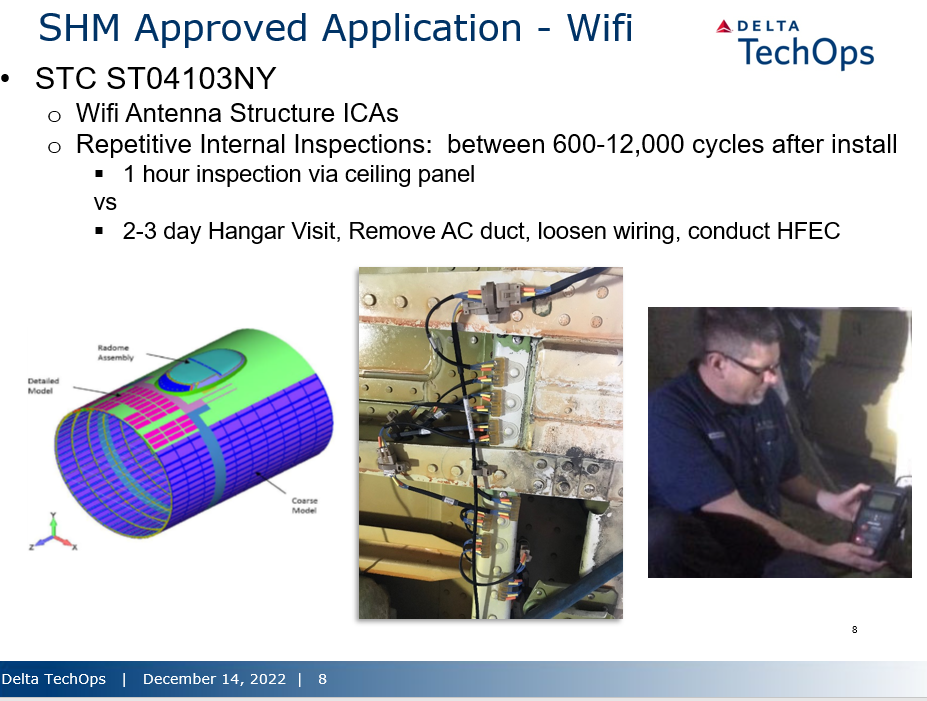 SHM Approved Application - Wifi
DELTA
TechOps
• STC ST04103NY
o Wifi Antenna Structure ICAs
o Repetitive Internal Inspections: between 600-12,000 cycles after install
▪ 1 hour inspection via ceiling panel
vs
▪ 2-3 day Hangar Visit, Remove AC duct, loosen wiring, conduct HFEC
Radome
Assembly
Detailed
Model
Coarse
Model
Y
Z
X
8
Delta TechOps | December 14, 2022 | 8